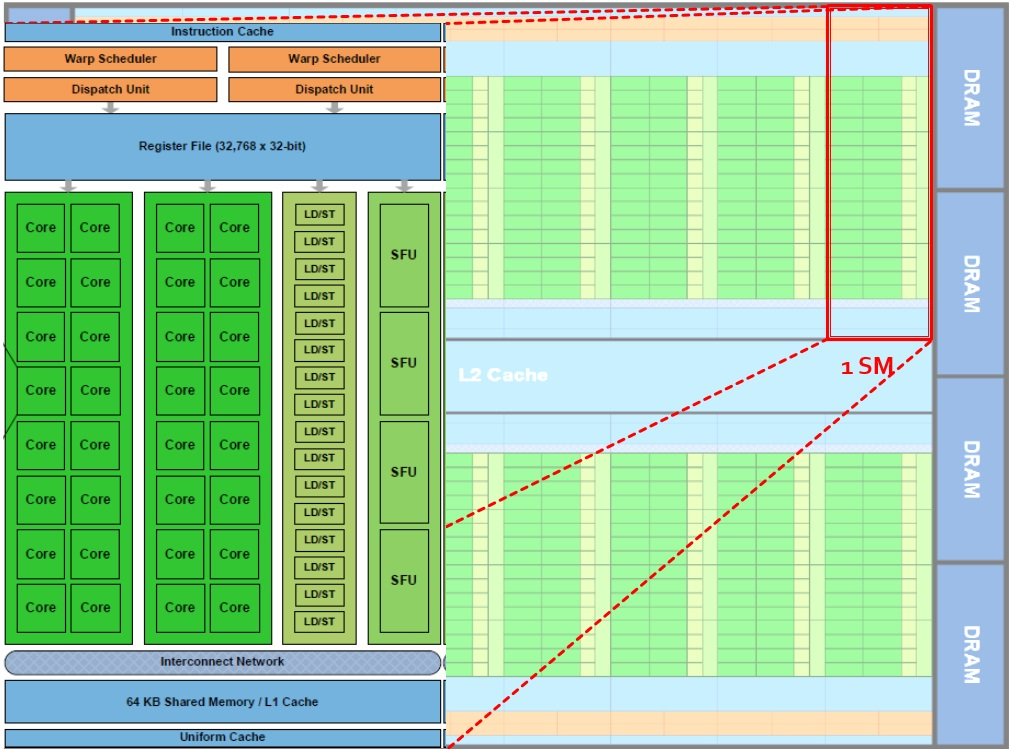 Instruction Cache
Warp Scheduler Warp Scheduler
Dispatch Unit Dispatch Unit
Register File (32,768 x 32-bit)
Core Core Core Core LD/ST SFU
LD/ST
Core Core Core Core LD/ST
LD/ST
Core Core Core Core LD/ST SFU
LD/ST
Core Core Core Core LD/ST
LD/ST
Core Core Core Core LD/ST SFU
LD/ST
Core Core Core Core LD/ST
LD/ST
Core Core Core Core LD/ST SFU
LD/ST
Core Core Core Core LD/ST
LD/ST
Interconnect Network
64 KB Shared Memory / L1 Cache
Uniform Cache
L2 Cache
1 SM
DRAM
DRAM
DRAM
DRAM